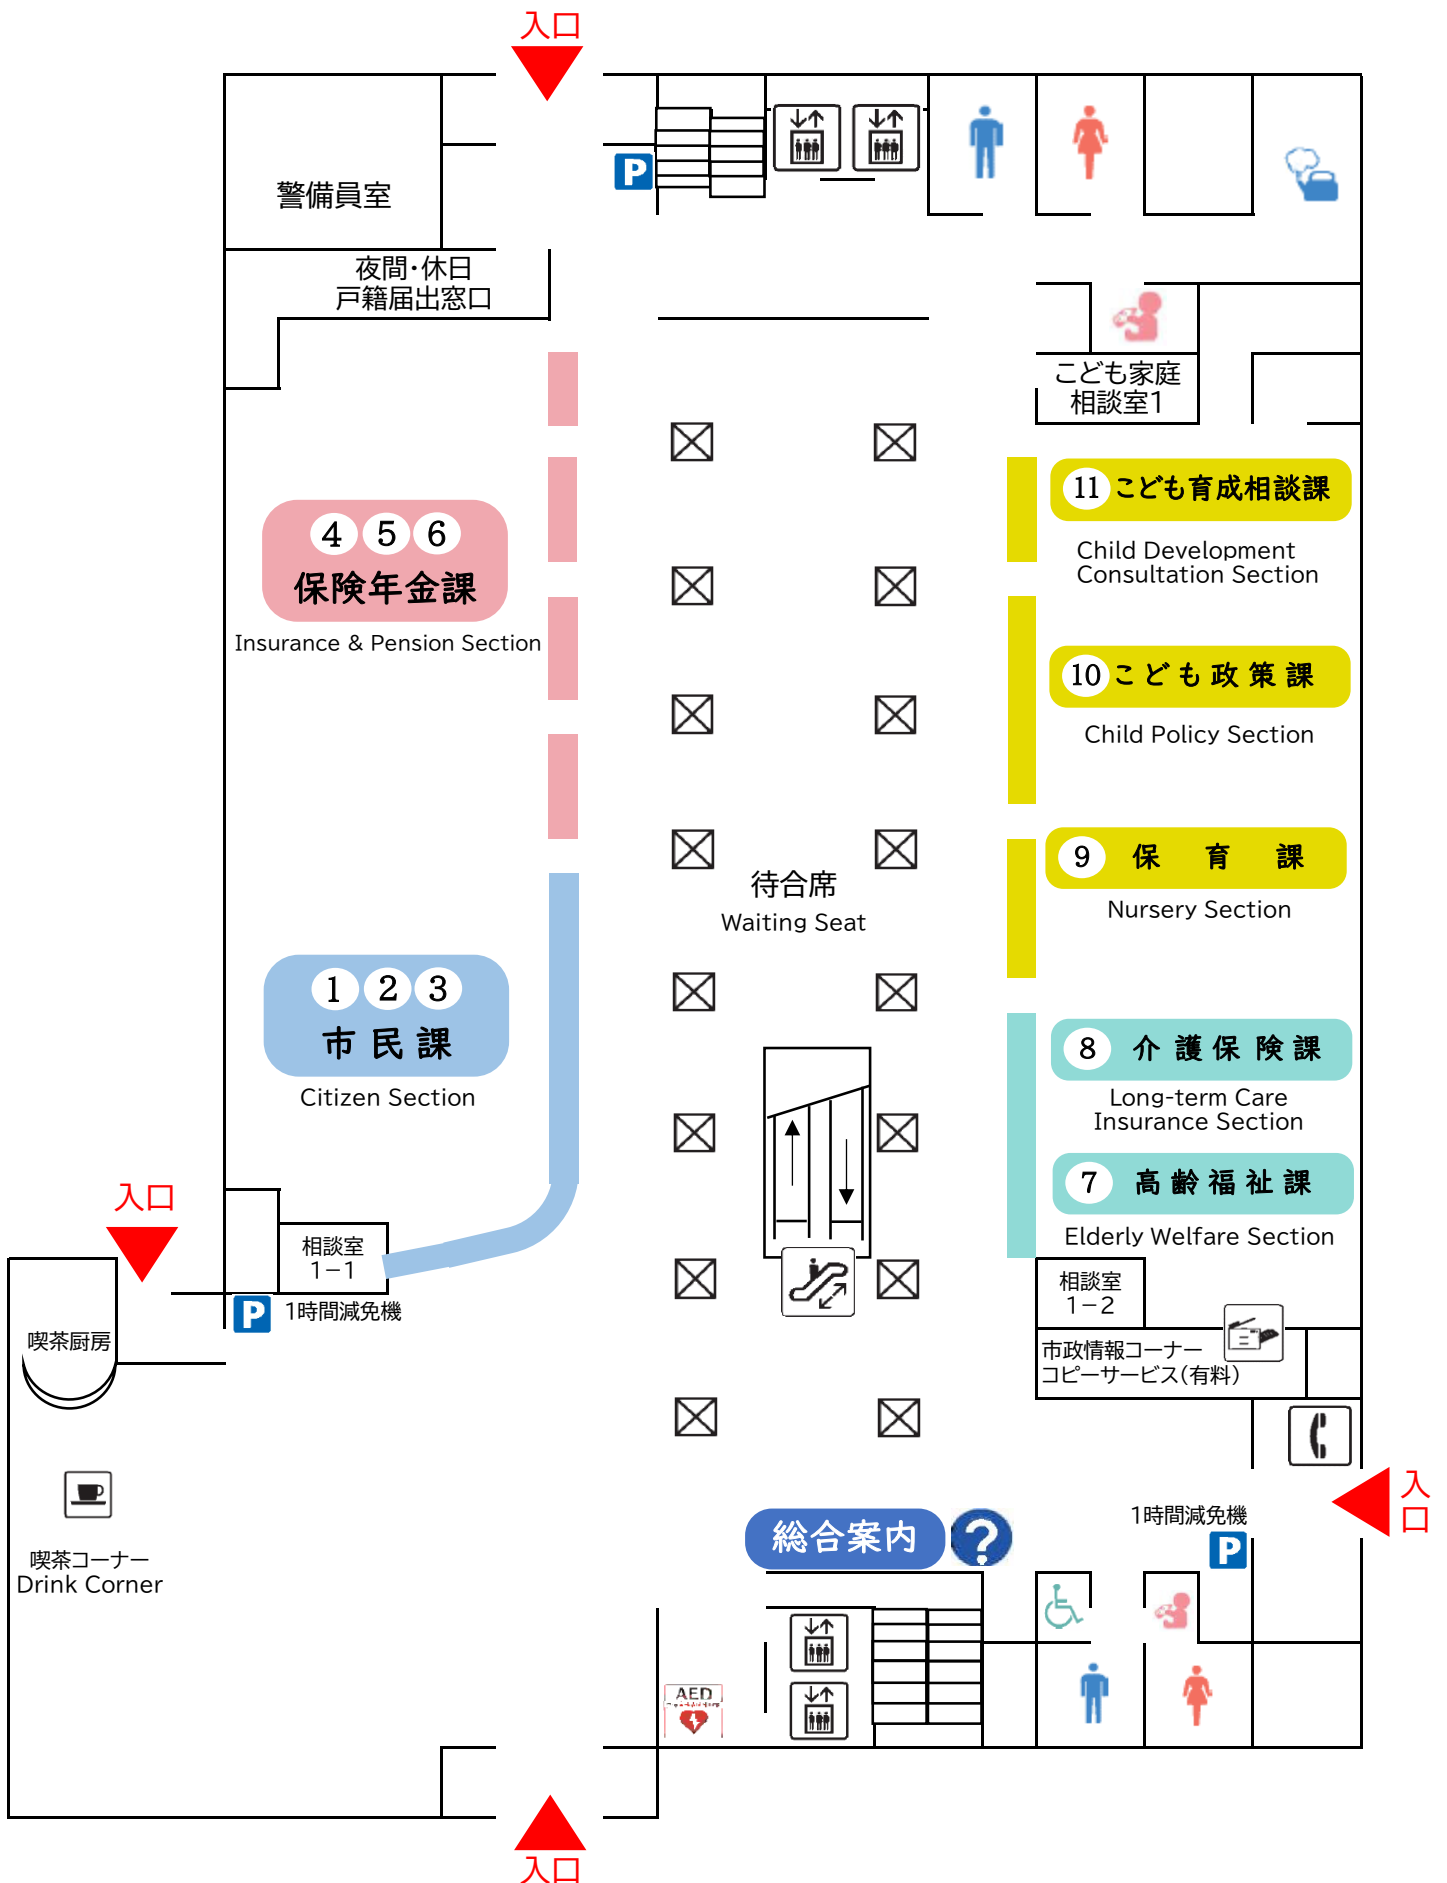 入口
P
警備員室
夜間・休日
戸籍届出窓口
こども家庭
相談室1
11 こども育成相談課
Child Development
Consultation Section
4 5 6
保険年金課
Insurance & Pension Section
10 こども政策課
Child Policy Section
9 保育課
Nursery Section
待合席
Waiting Seat
1 2 3
市民課
Citizen Section
8 介護保険課
Long-term Care
Insurance Section
7 高齢福祉課
Elderly Welfare Section
入口
相談室
1－1
P 1時間減免機
喫茶厨房
相談室
1－2
市政情報コーナー
コピーサービス(有料)
入口
1時間減免機
P
総合案内 ?
喫茶コーナー
Drink Corner
AED
入口